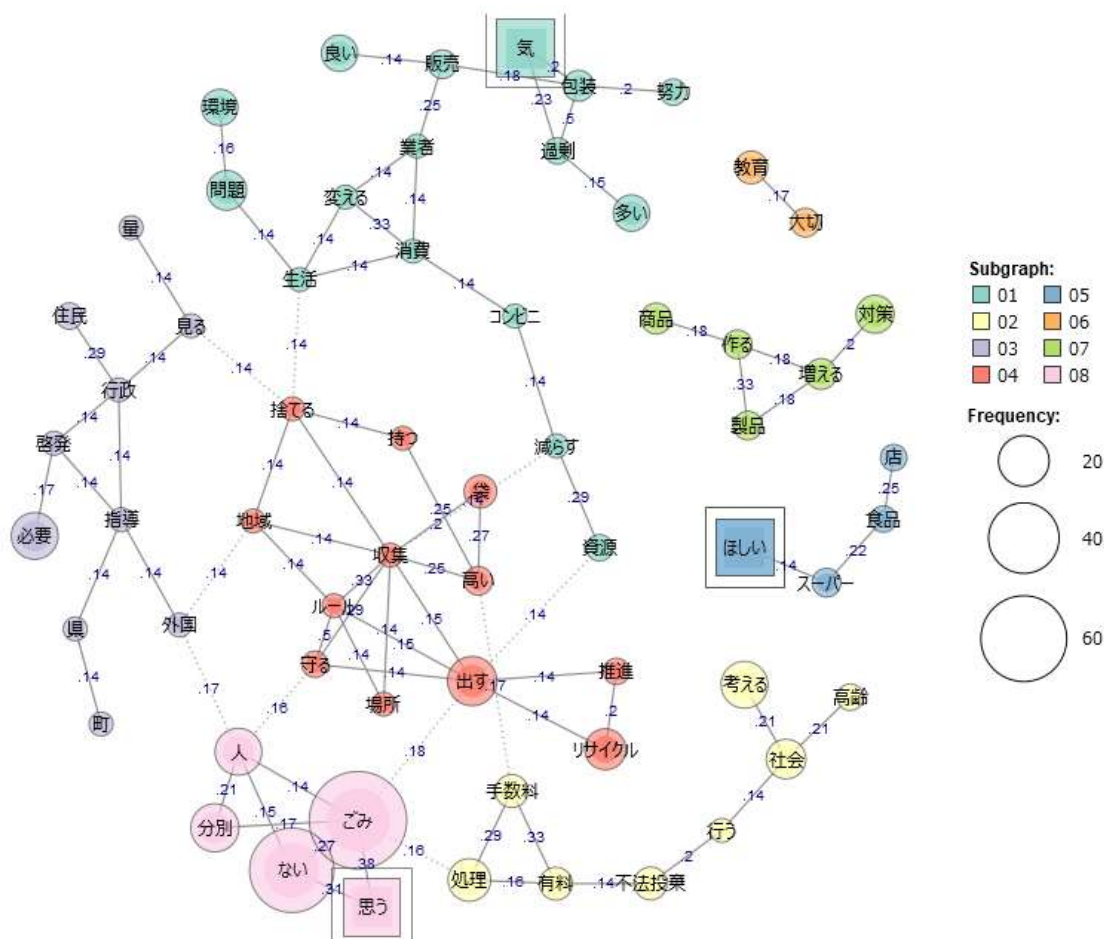 気
良い
.14
販売
.2
.18
包装
.2
努力
.23
環境
.25
.5
.16
業者
過剰
教育
.14
.15
.17
問題
変える
.14
多い
大切
量
.33
.14
消費
.14
生活
.14
.14
Subgraph:
01
05
02
06
03
07
04
08
.14
住民
見る
コンビニ
商品
対策
.18
作る
.29
.14
.14
.14
.18
.2
行政
.14
増える
Frequency:
.14
捨てる
.33
.18
.14
持つ
製品
啓発
減らす
店
20
.14
.14
.14
.25
.17
.14
袋
.14
.29
.25
指導
地域
.2
.27
食品
40
必要
.14
収集
資源
ほしい
.22
.14
.25
高い
.14
スーパー
.14
.14
.14
.14
.33
ルール
.29
.15
.14
県
外国
.5
.14
.15
60
守る
.14
推進
.14
出す
.17
.14
考える
高齢
場所
.17
.14
.2
.21
.21
町
.16
人
.18
リサイクル
社会
.21
.14
手数料
.14
.15
ごみ
分別
.17
.29
.33
行う
.27
.16
.2
ない
.38
処理
.16
有料
.14
不法投棄
.31
思う